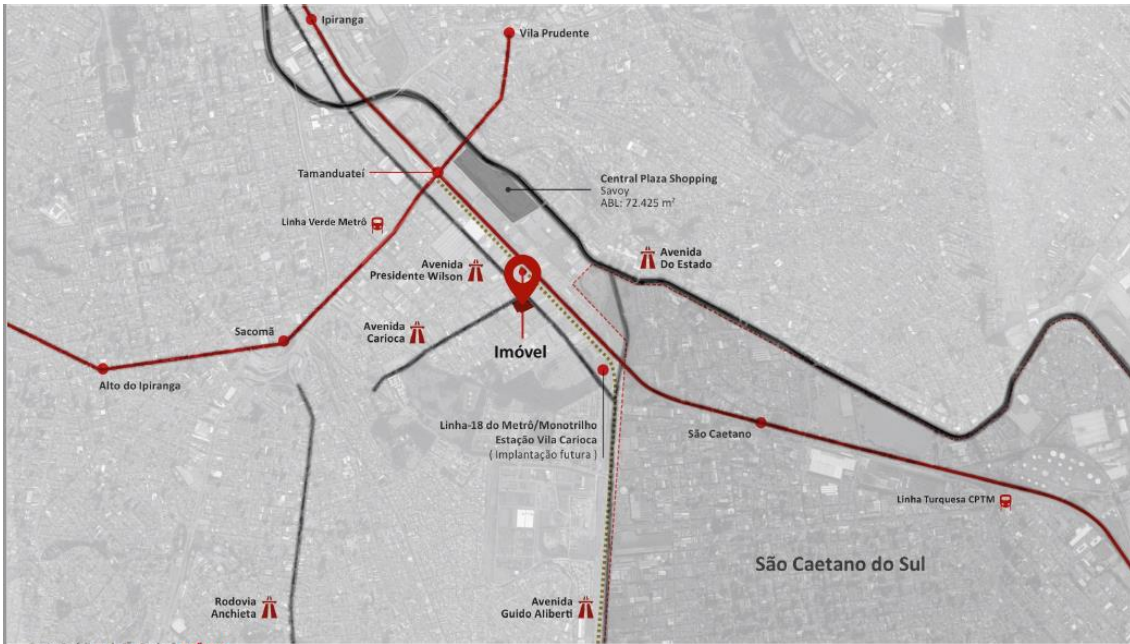 Ipiranga
Vila Prudente
Tamanduateí
Central Plaza Shopping
Savoy
ABL: 72.425 m²
Linha Verde Metrô
Avenida
Do Estado
Avenida
Presidente Wilson
Avenida
Carioca
Sacomã
Imóvel
Alto do Ipiranga
Linha-18 do Metrô/Monotrilho
Estação Vila Carioca
( Implantação futura )
São Caetano
Linha Turquesa CPTM
São Caetano do Sul
Rodovia
Anchieta
Avenida
Guido Aliberti